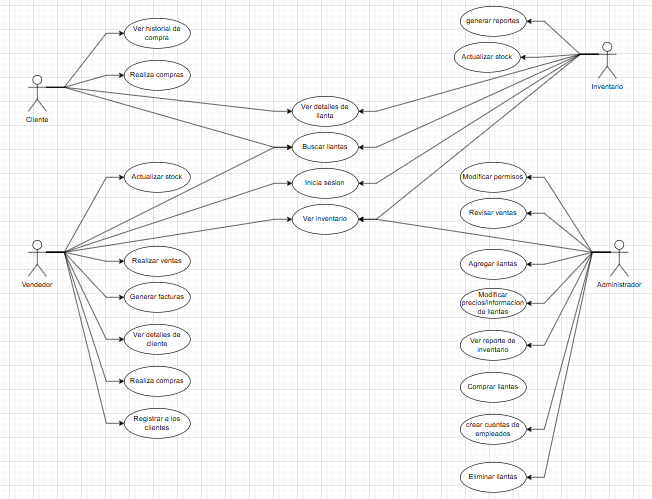 Ver historial de
compra
Realiza compras
Cliente
generar reportes
Actualizar stock
Inventario
Ver detalles de
llanta
Buscar llantas
Inicia sesion
Ver inventario
Actualizar stock
Vendedor
Realizar ventas
Generar facturas
Ver detalles de
cliente
Realiza compras
Registrar a los
clientes
Modificar permisos
Revisar ventas
Administrador
Agregar llantas
Modificar
precios/informacion
de llantas
Ver reporte de
inventario
Comprar llantas
crear cuentas de
empleados
Eliminar llantas